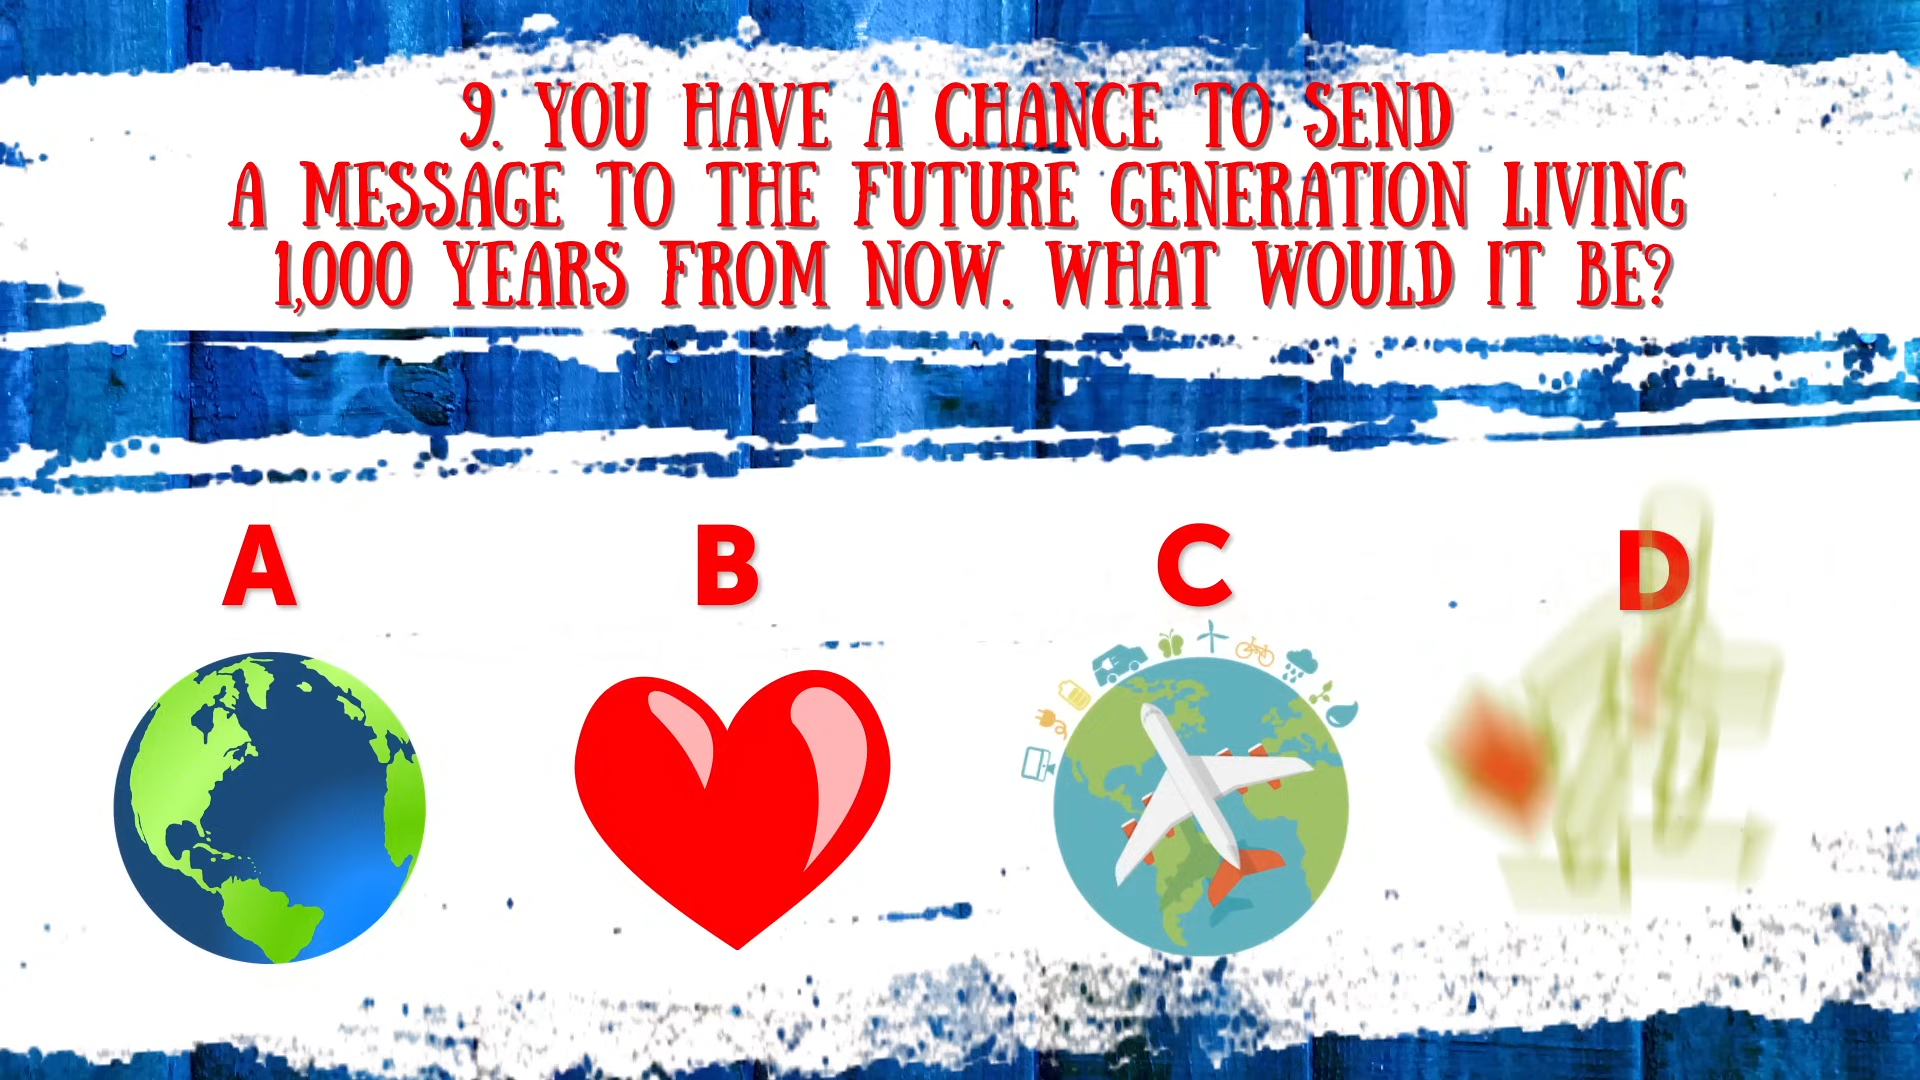 9. YOU HAVE A CHANCE TO SEND
A MESSAGE TO THE FUTURE GENERATION LIVING
1,000 YEARS FROM NOW. WHAT WOULD IT BE?
A B C D